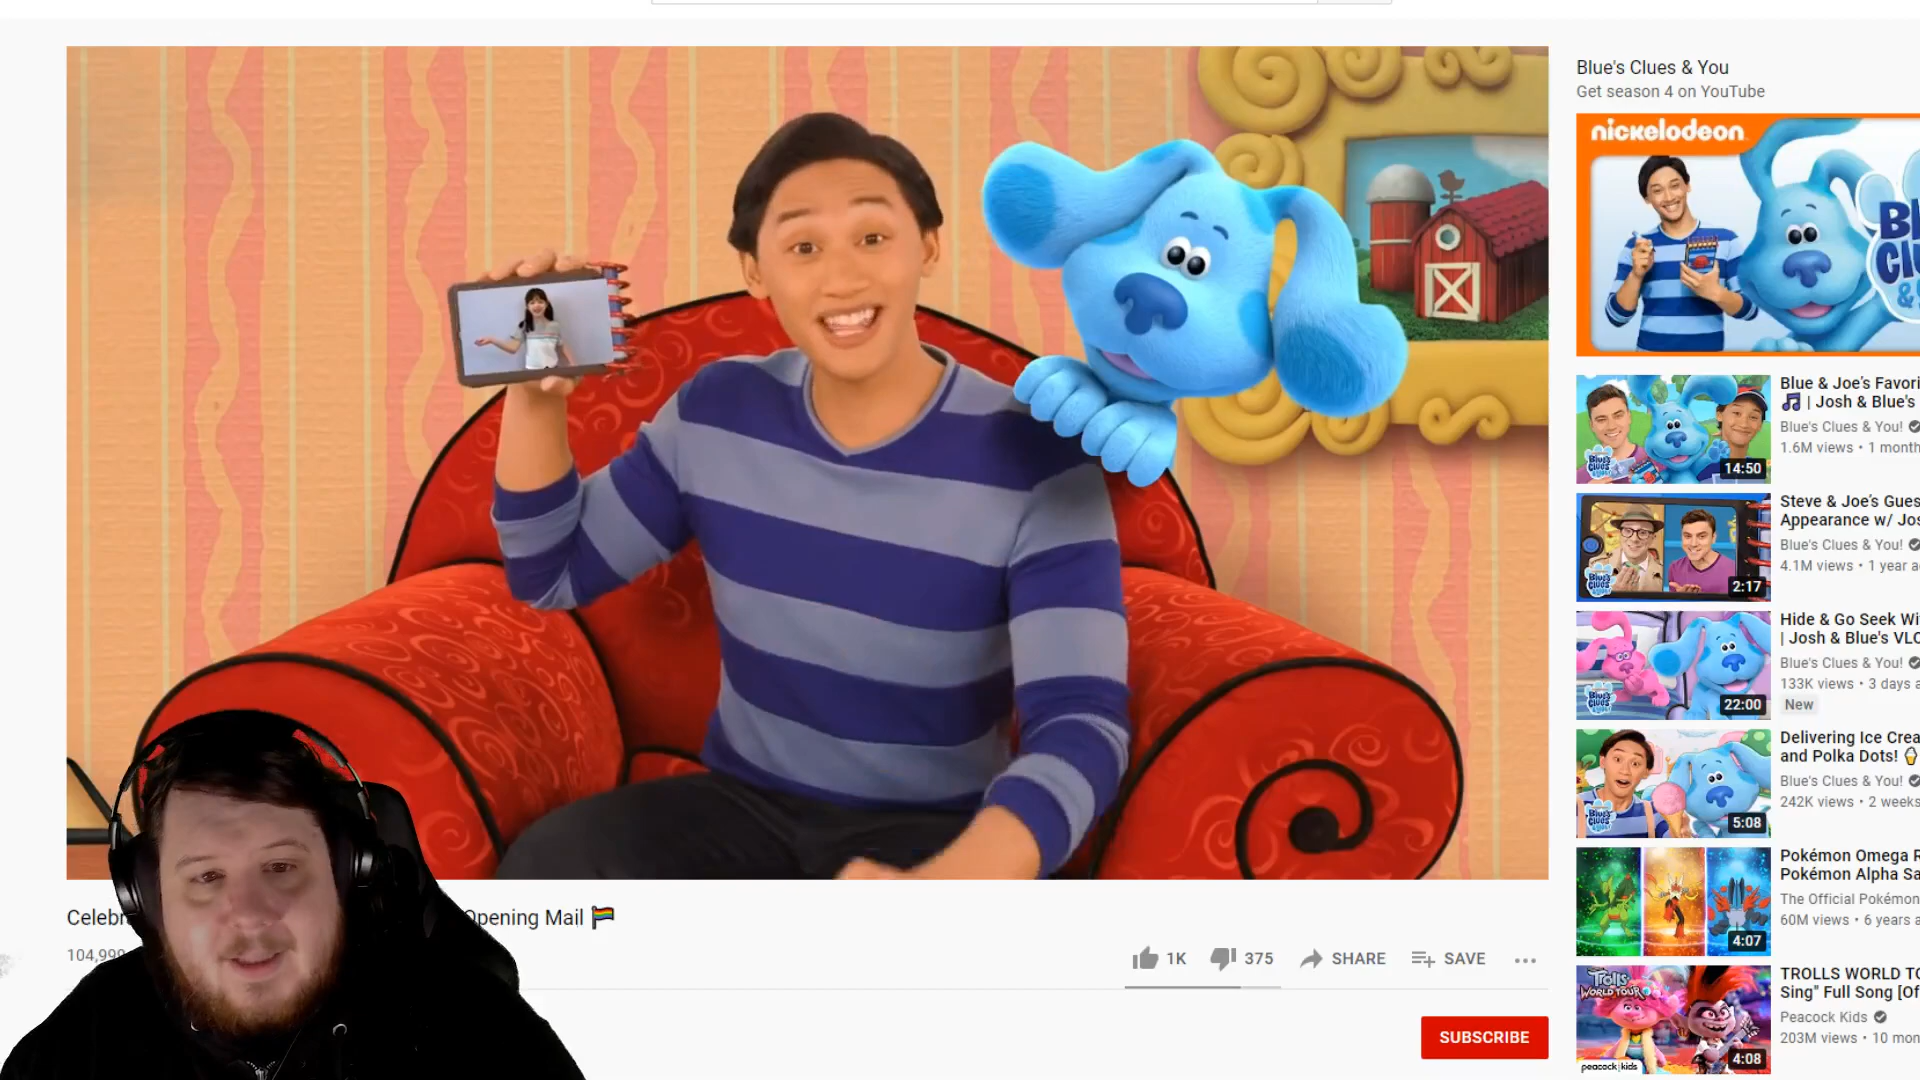 Celebr
Opening Mail
104,999
1K
375
SHARE
SAVE
SUBSCRIBE
Blue's Clues & You
Get season 4 on YouTube
nickelodeon
Blue & Joe's Favori
| Josh & Blue's
Blue's Clues & You!
1.6M views • 1 month
14:50
Steve & Joe's Gues
Appearance w/ Jos
Blue's Clues & You!
4.1M views • 1 year a
2:17
Hide & Go Seek Wi
| Josh & Blue's VLO
Blue's Clues & You!
133K views • 3 days a
New
22:00
Delivering Ice Crea
and Polka Dots!
Blue's Clues & You!
242K views • 2 weeks
5:08
Pokémon Omega R
Pokémon Alpha Sa
The Official Pokémon
60M views • 6 years a
4:07
TROLLS WORLD TO
Sing" Full Song [Of
Peacock Kids
203M views • 10 mon
Trolls
WORLD TOUR
peacock kids
4:08